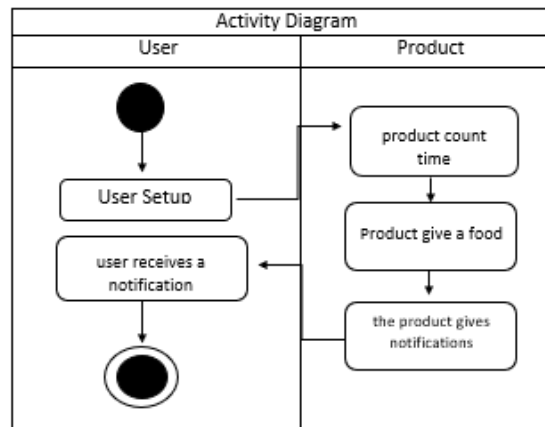 Activity Diagram
User
Product
User Setup
product count
time
Product give a food
the product gives
notifications
user receives a
notification